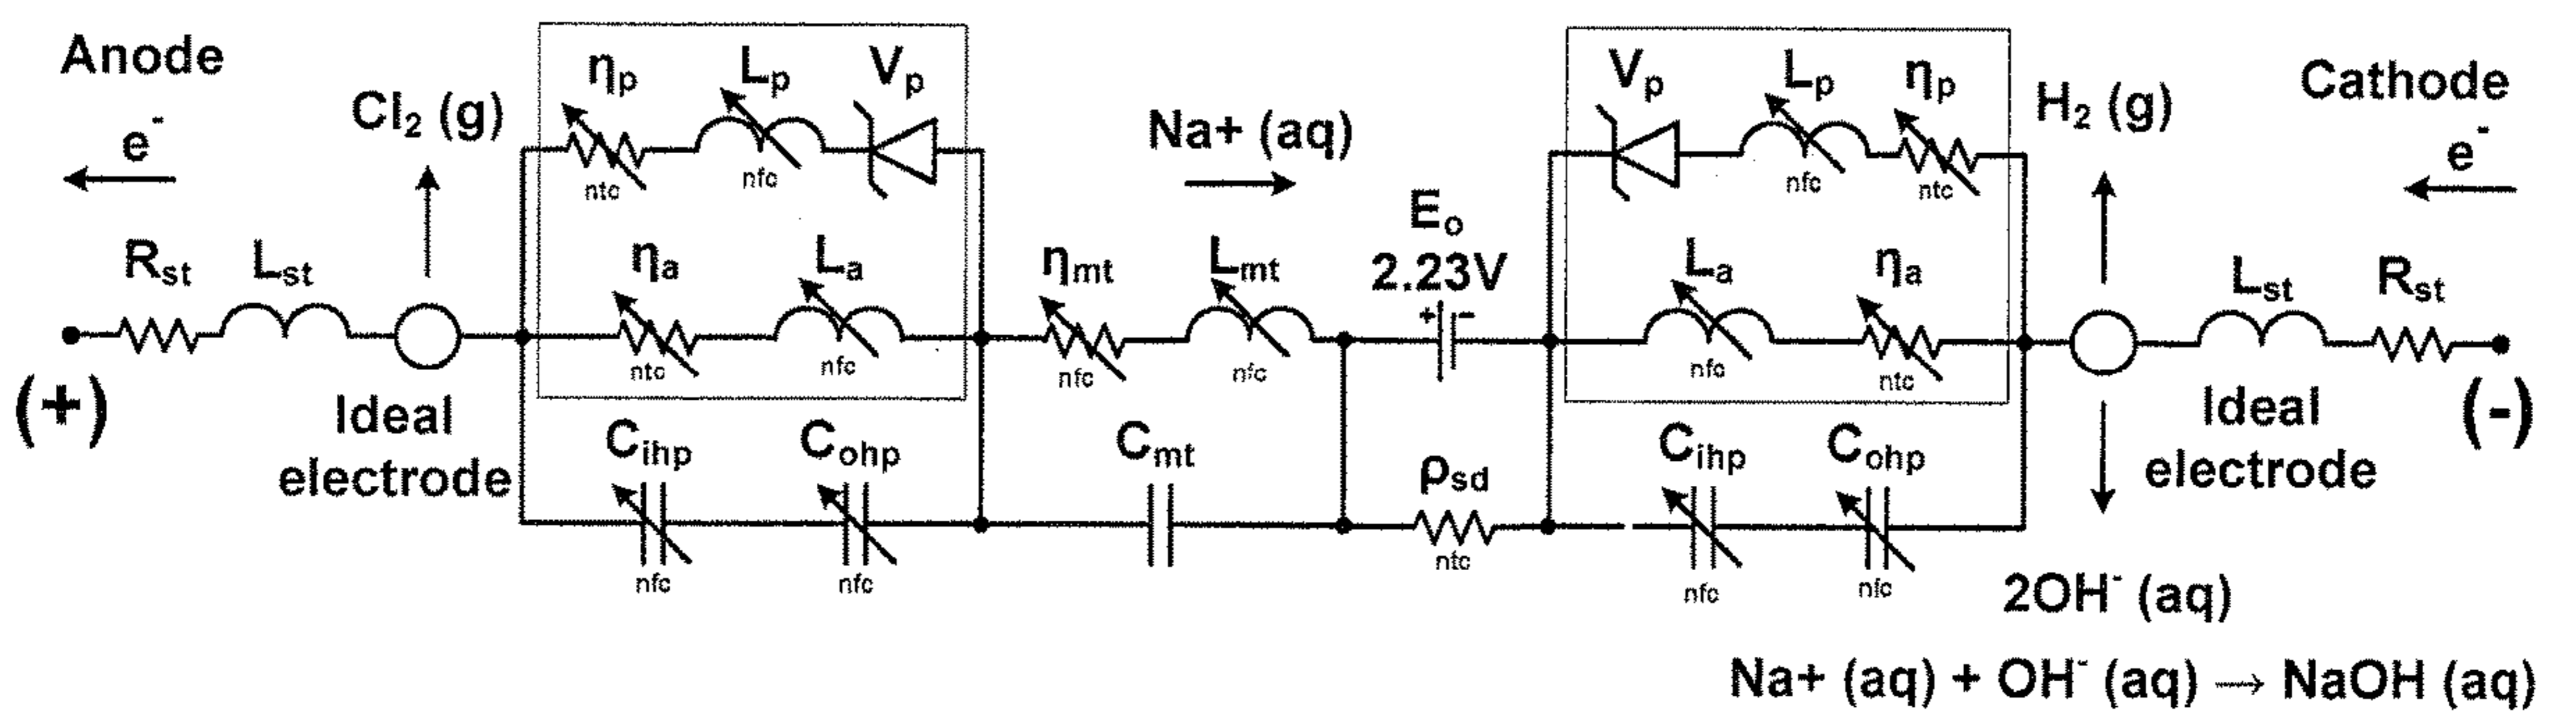 Anode
e-
Cl2 (g)
ηp
Lp
Vp
ntc
nfc
Rst
Lst
ηa
La
ntc
nfc
(+)
Ideal
electrode
Cihp
Cohp
nfc
nfc
Na+ (aq)
ηmt
Lmt
nfc
nfc
Cmt
Eo
2.23V
+ -
ρsd
ntc
Vp
Lp
ηp
nfc
ntc
La
ηa
nfc
ntc
Cihp
Cohp
nfc
nfc
H2 (g)
Cathode
e-
Lst
Rst
Ideal
electrode
(-)
2OH- (aq)
Na+ (aq) + OH- (aq) → NaOH (aq)